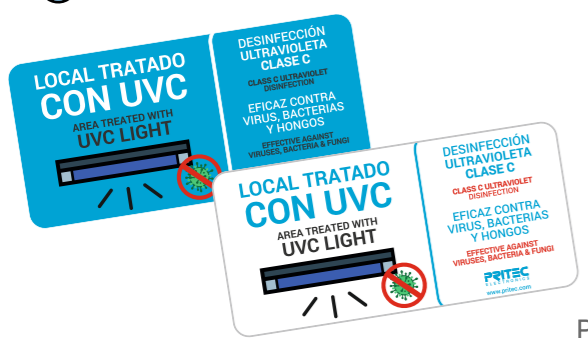 LOCAL TRATADO
CON UVC
AREA TREATED WITH
UVC LIGHT
DESINFECCIÓN
ULTRAVIOLETA
CLASE C
CLASS C ULTRAVIOLET
DISINFECTION
EFICAZ CONTRA
VIRUS, BACTERIAS
Y HONGOS
EFFECTIVE AGAINST
VIRUSES, BACTERIA & FUNGI
LOCAL TRATADO
CON UVC
AREA TREATED WITH
UVC LIGHT
DESINFECCIÓN
ULTRAVIOLETA
CLASE C
CLASS C ULTRAVIOLET
DISINFECTION
EFICAZ CONTRA
VIRUS, BACTERIAS
Y HONGOS
EFFECTIVE AGAINST
VIRUSES, BACTERIA & FUNGI
PRITEC
ELECTRONICS
www.pritec.com
P